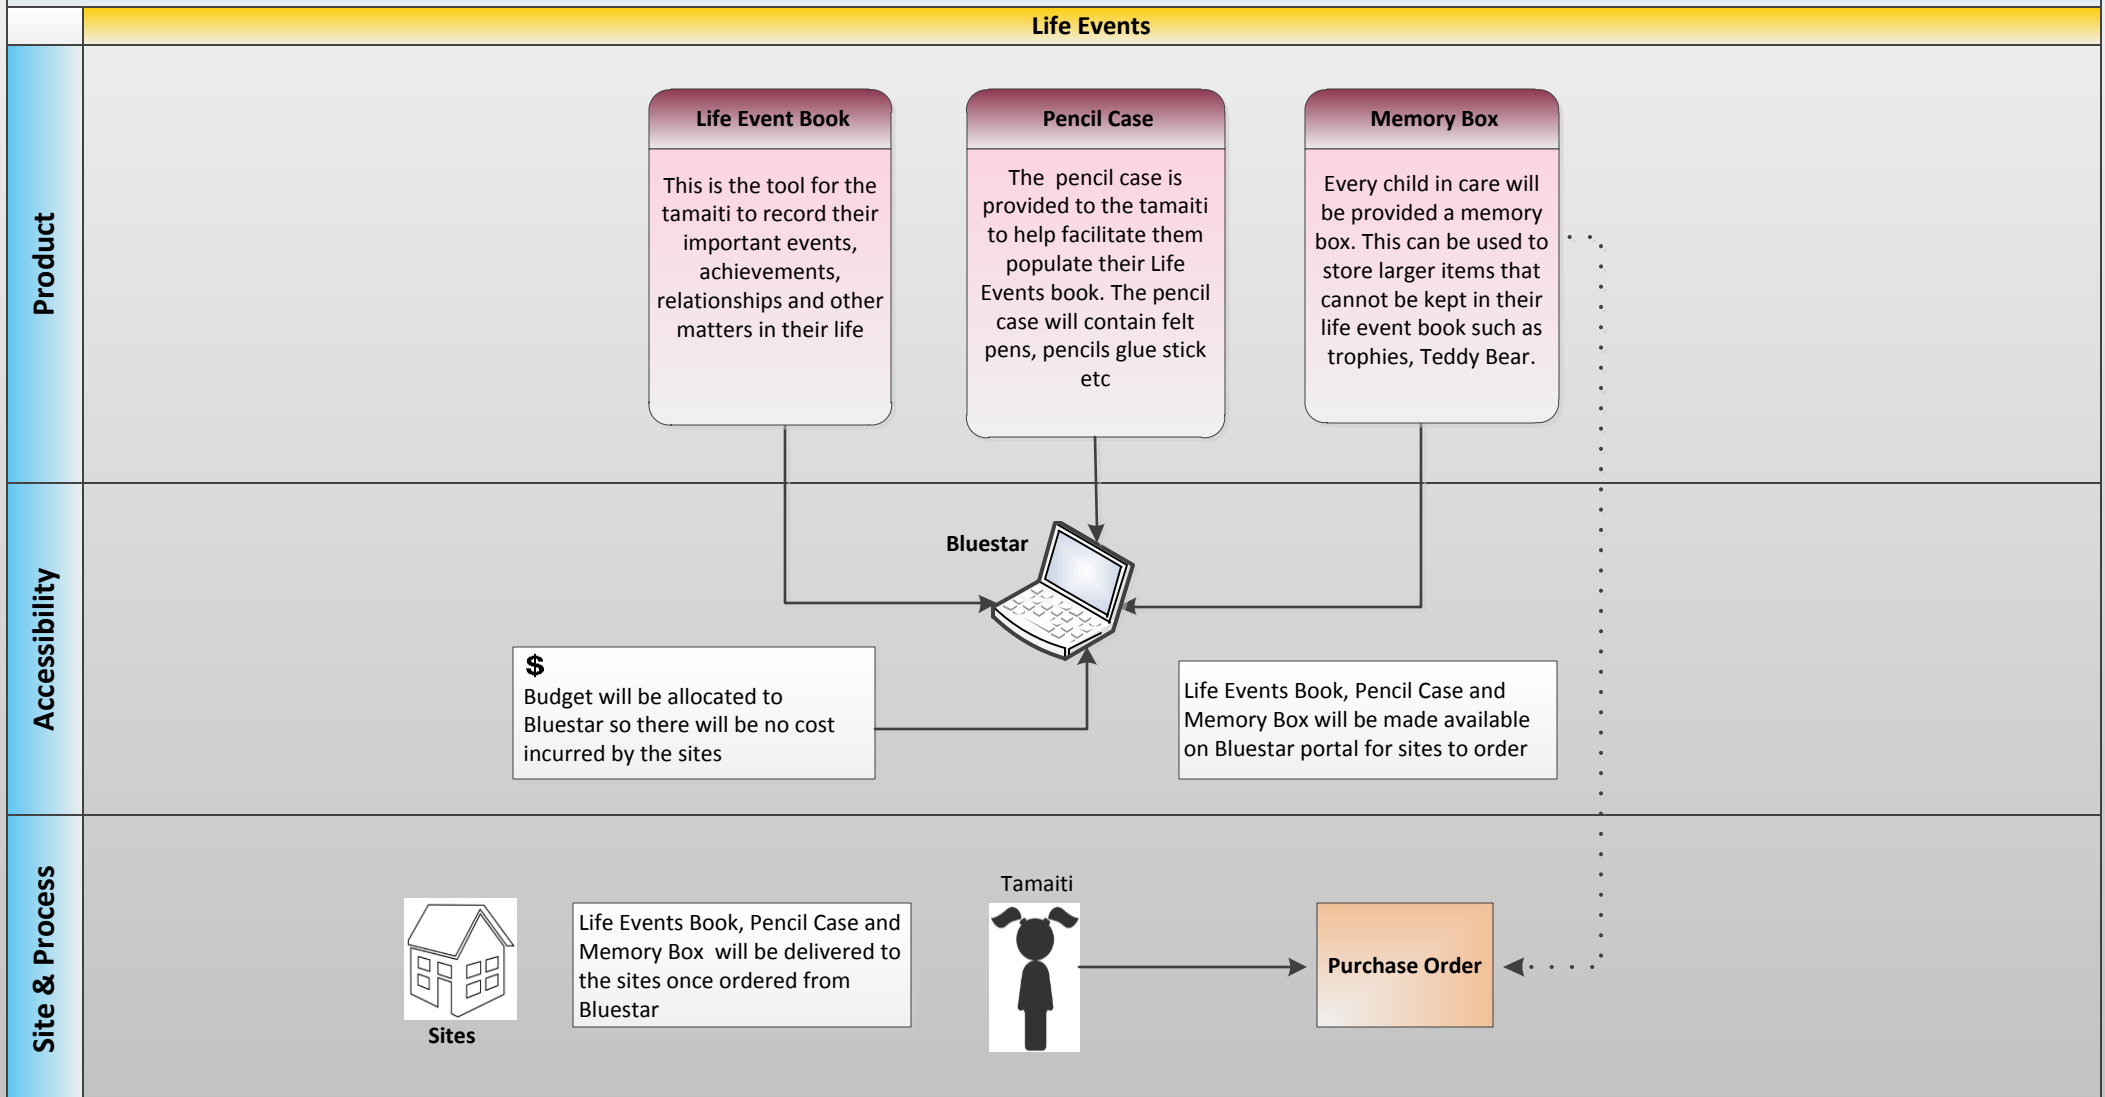 Life Events
Product
Life Event Book
This is the tool for the
tamaiti to record their
important events,
achievements,
relationships and other
matters in their life
Pencil Case
The  pencil case is
provided to the tamaiti
to help facilitate them
populate their Life
Events book. The pencil
case will contain felt
pens, pencils glue stick
etc
Memory Box
Every child in care will
be provided a memory
box. This can be used to
store larger items that
cannot be kept in their
life event book such as
trophies, Teddy Bear.
Accessibility
Bluestar
$
Budget will be allocated to
Bluestar so there will be no cost
incurred by the sites
Life Events Book, Pencil Case and
Memory Box will be made available
on Bluestar portal for sites to order
Site & Process
Sites
Life Events Book, Pencil Case and
Memory Box  will be delivered to
the sites once ordered from
Bluestar
Tamaiti
Purchase Order